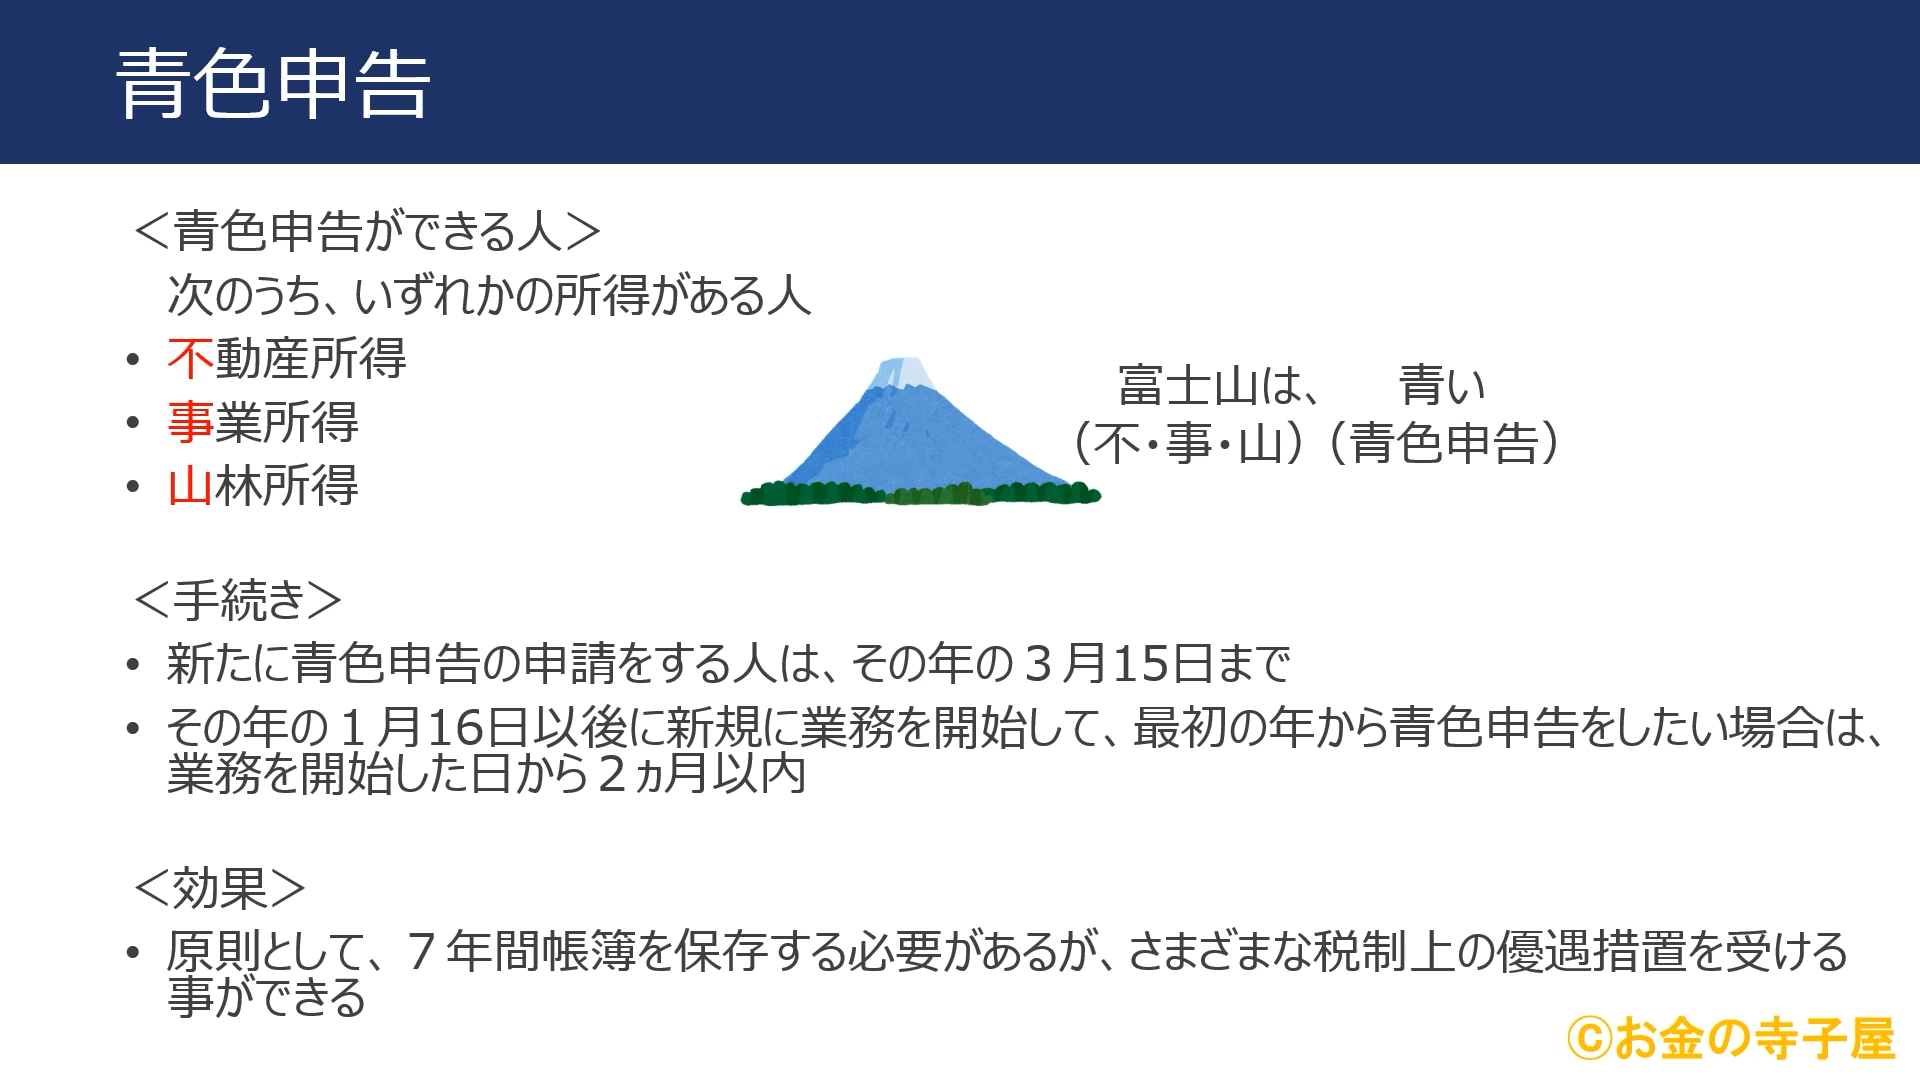 青色申告
＜青色申告ができる人＞
次のうち、いずれかの所得がある人
• 不動産所得
• 事業所得
• 山林所得
富士山は、　青い
（不・事・山）（青色申告）
＜手続き＞
• 新たに青色申告の申請をする人は、その年の３月15日まで
• その年の１月16日以後に新規に業務を開始して、最初の年から青色申告をしたい場合は、
業務を開始した日から２ヵ月以内
＜効果＞
• 原則として、７年間帳簿を保存する必要があるが、さまざまな税制上の優遇措置を受ける
事ができる
©お金の寺子屋